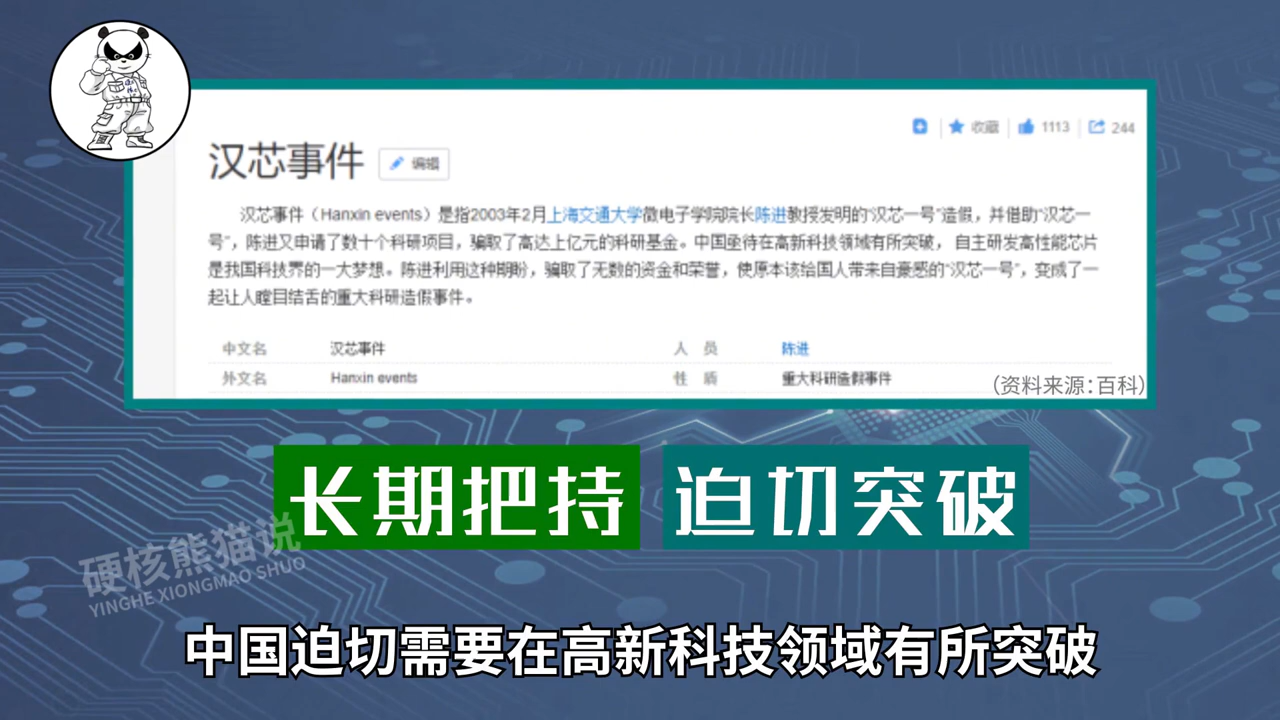 收藏 1113 244
汉芯事件 编辑
汉芯事件（Hanxin events）是指2003年2月上海交通大学微电子学院院长陈进教授发明的“汉芯一号”造假，并借助“汉芯一
号”，陈进又申请了数十个科研项目，骗取了高达上亿元的科研基金。中国亟待在高新科技领域有所突破， 自主研发高性能芯片
是我国科技界的一大梦想。陈进利用这种期盼，骗取了无数的资金和荣誉，使原本该给国人带来自豪感的“汉芯一号”，变成了一
起让人瞠目结舌的重大科研造假事件。
中文名 汉芯事件 人 员 陈进
外文名 Hanxin events 性 质 重大科研造假事件
（资料来源：百科）
长期把持 迫切突破
硬核熊猫说
YINGHE XIONGMAO SHUO
中国迫切需要在高新科技领域有所突破